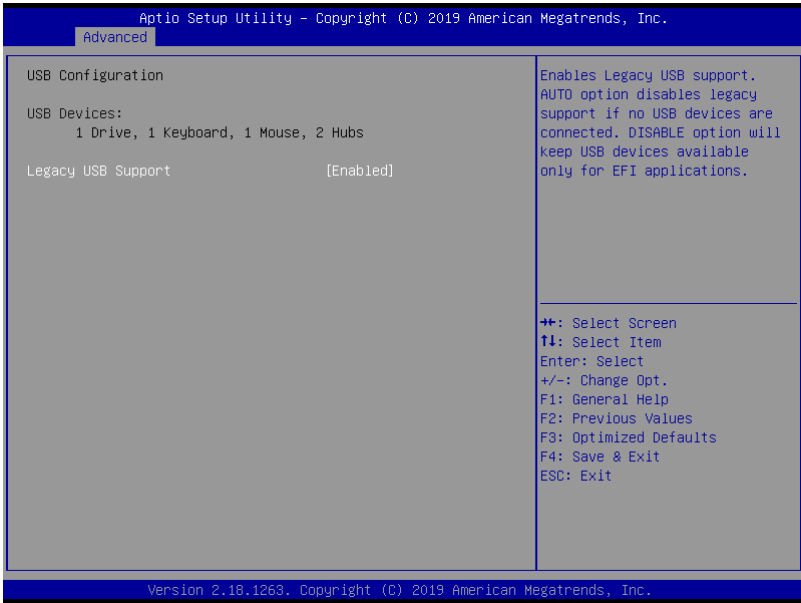 Aptio Setup Utility – Copyright (C) 2019 American Megatrends, Inc.
Advanced
USB Configuration
USB Devices:
1 Drive, 1 Keyboard, 1 Mouse, 2 Hubs
Legacy USB Support [Enabled]
Enables Legacy USB support.
AUTO option disables legacy
support if no USB devices are
connected. DISABLE option will
keep USB devices available
only for EFI applications.
→←: Select Screen
↑↓: Select Item
Enter: Select
+/-: Change Opt.
F1: General Help
F2: Previous Values
F3: Optimized Defaults
F4: Save & Exit
ESC: Exit
Version 2.18.1263. Copyright (C) 2019 American Megatrends, Inc.